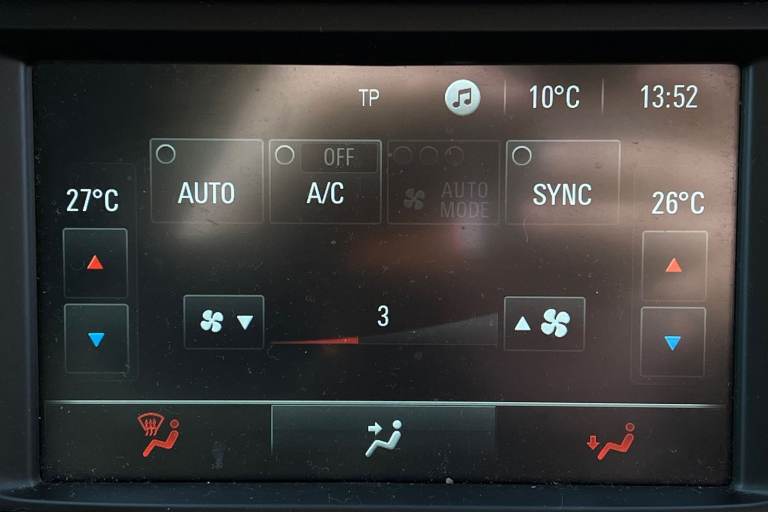 TP 10°C 13:52
OFF
AUTO A/C AUTO MODE SYNC
27°C 26°C
3